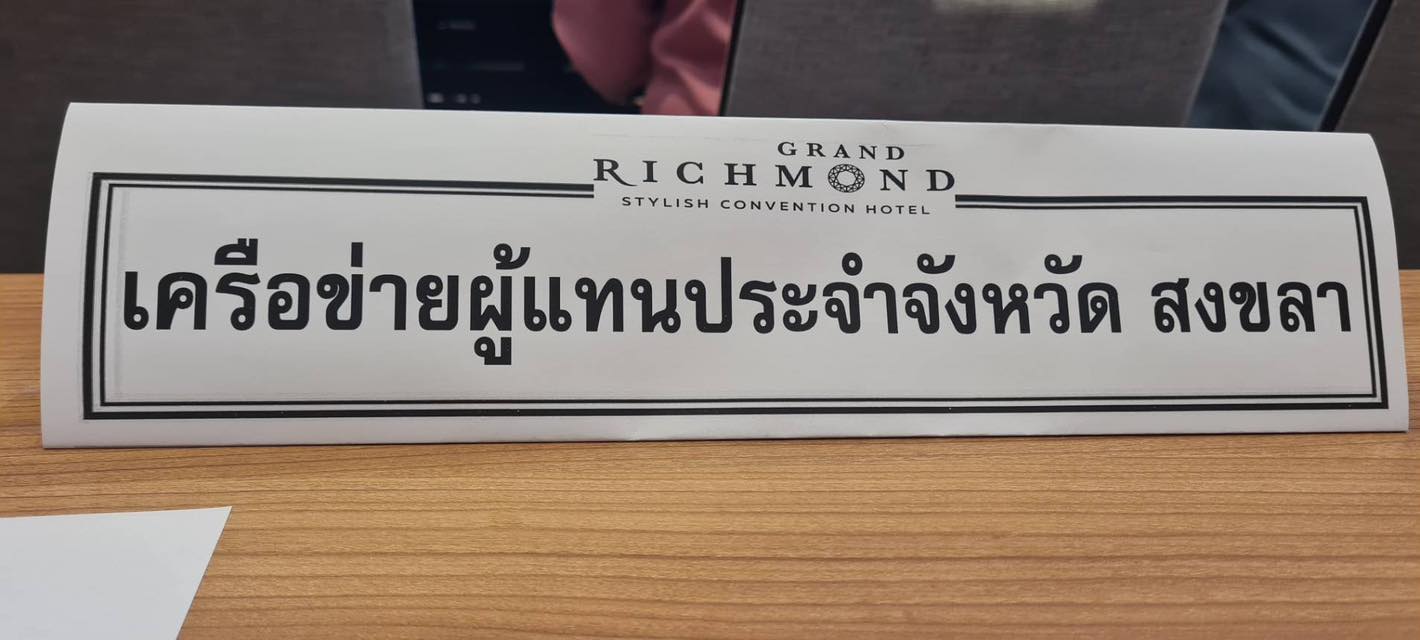 GRAND
RICHMOND
STYLISH CONVENTION HOTEL
เครือข่ายผู้แทนประจำจังหวัด สงขลา